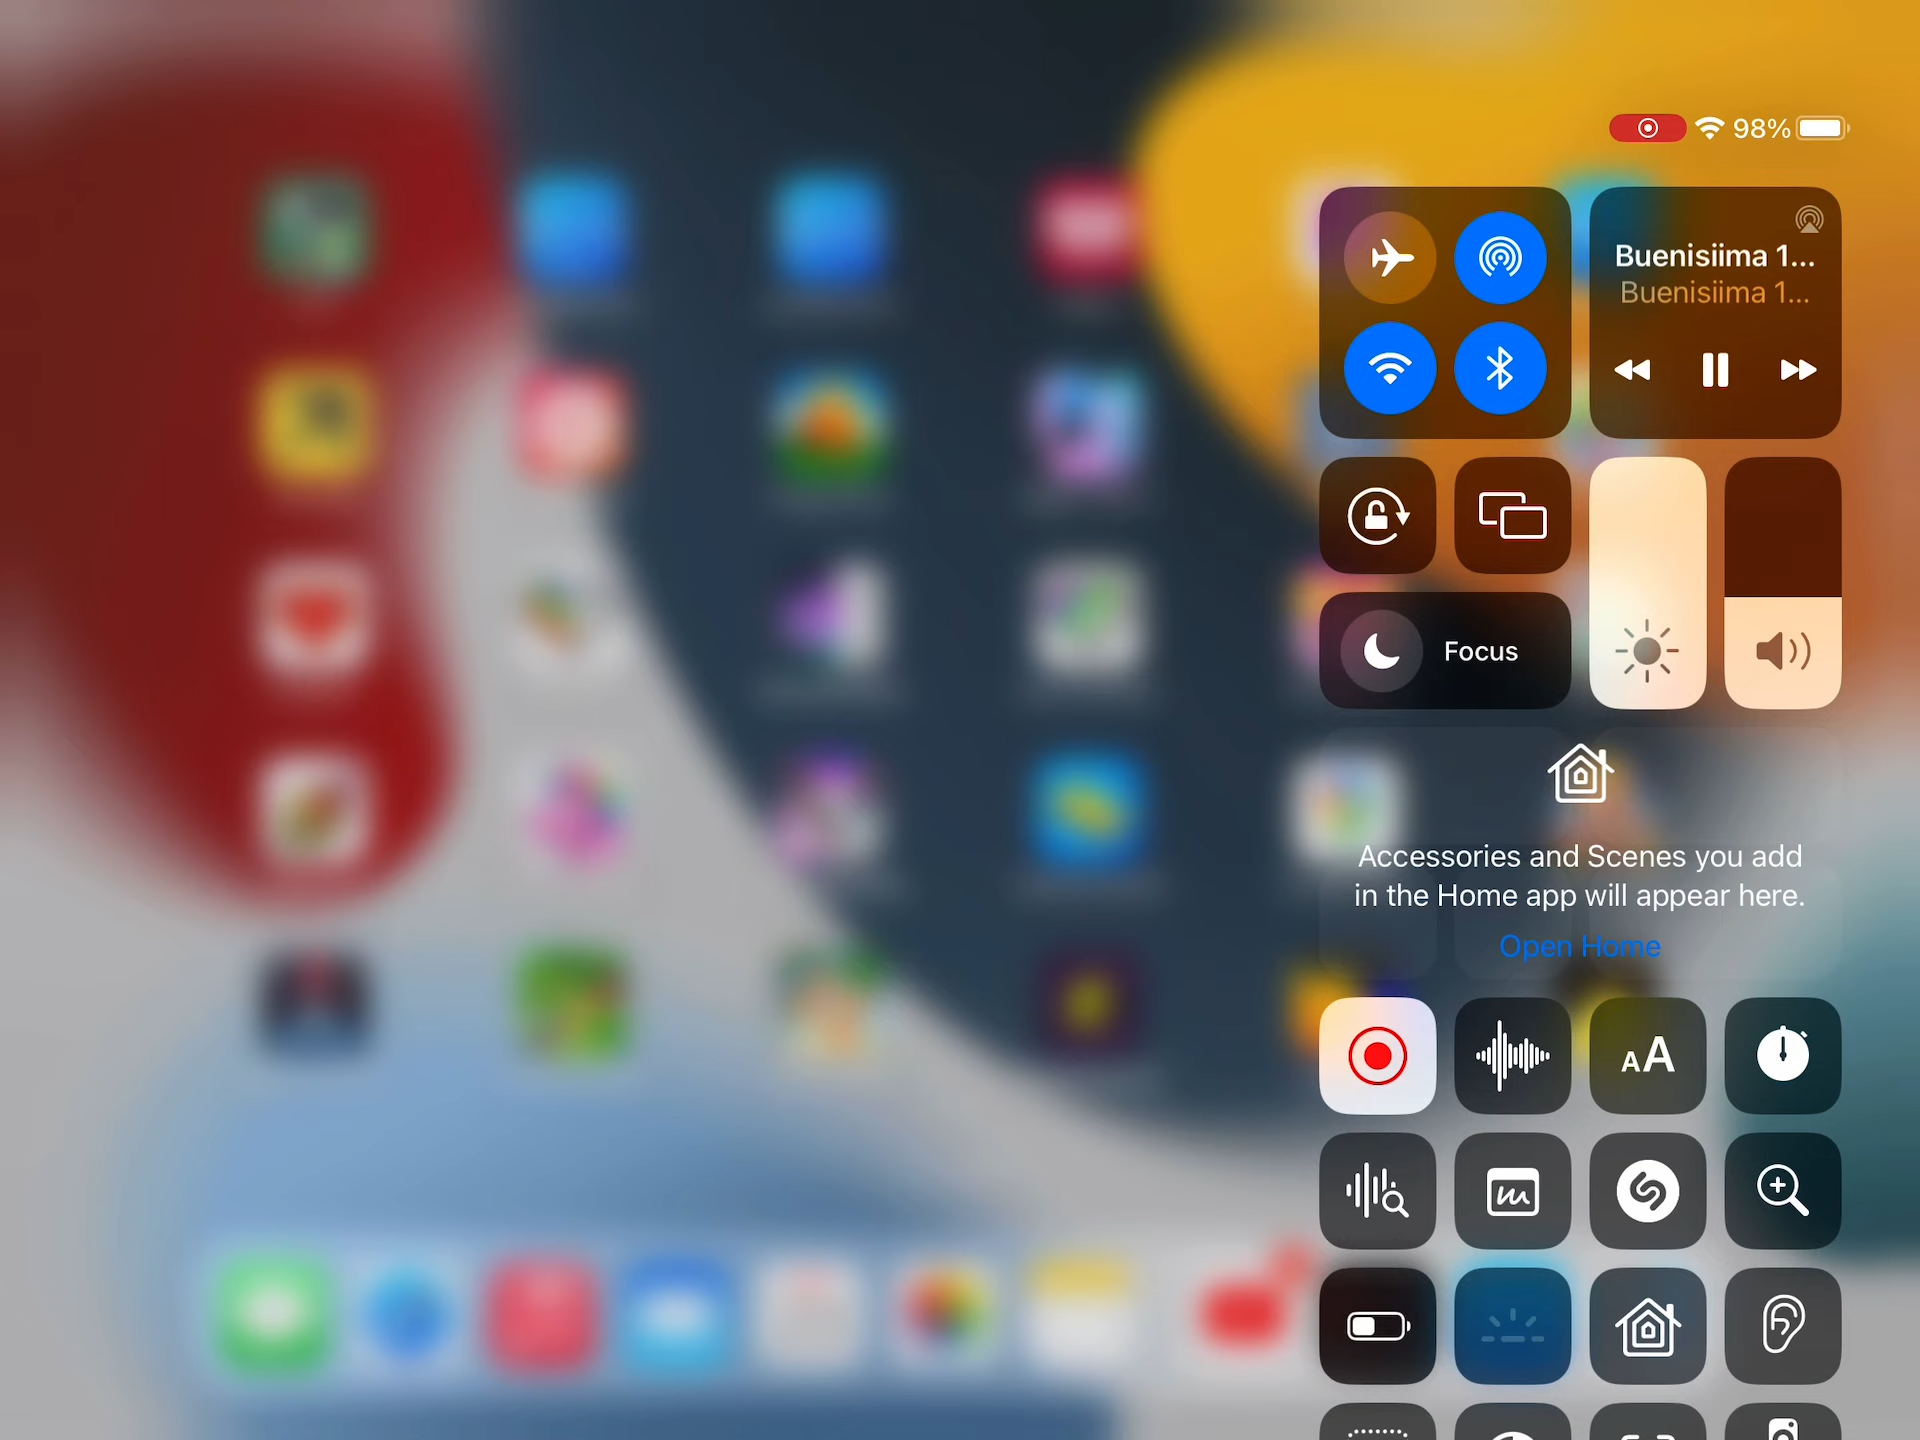 98%
Buenisiima 1...
Buenisiima 1...
Focus
Accessories and Scenes you add
in the Home app will appear here.
Open Home
AA